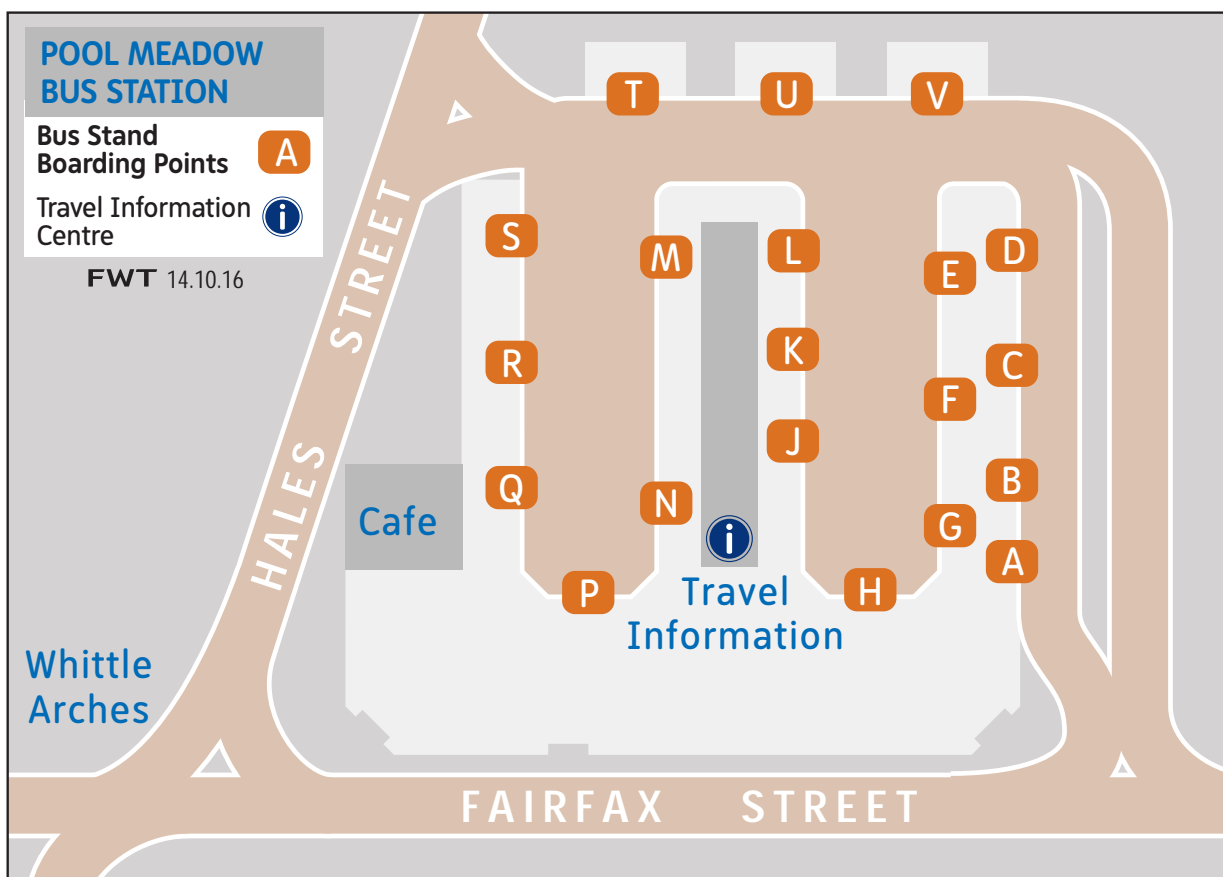 POOL MEADOW
BUS STATION
Bus Stand
Boarding Points
A
Travel Information
Centre
i
FWT 14.10.16
T
U
V
S
M
L
E
D
R
K
F
C
J
Q
N
G
B
A
P
H
Cafe
i
Travel
Information
Whittle
Arches
HALES STREET
FAIRFAX STREET